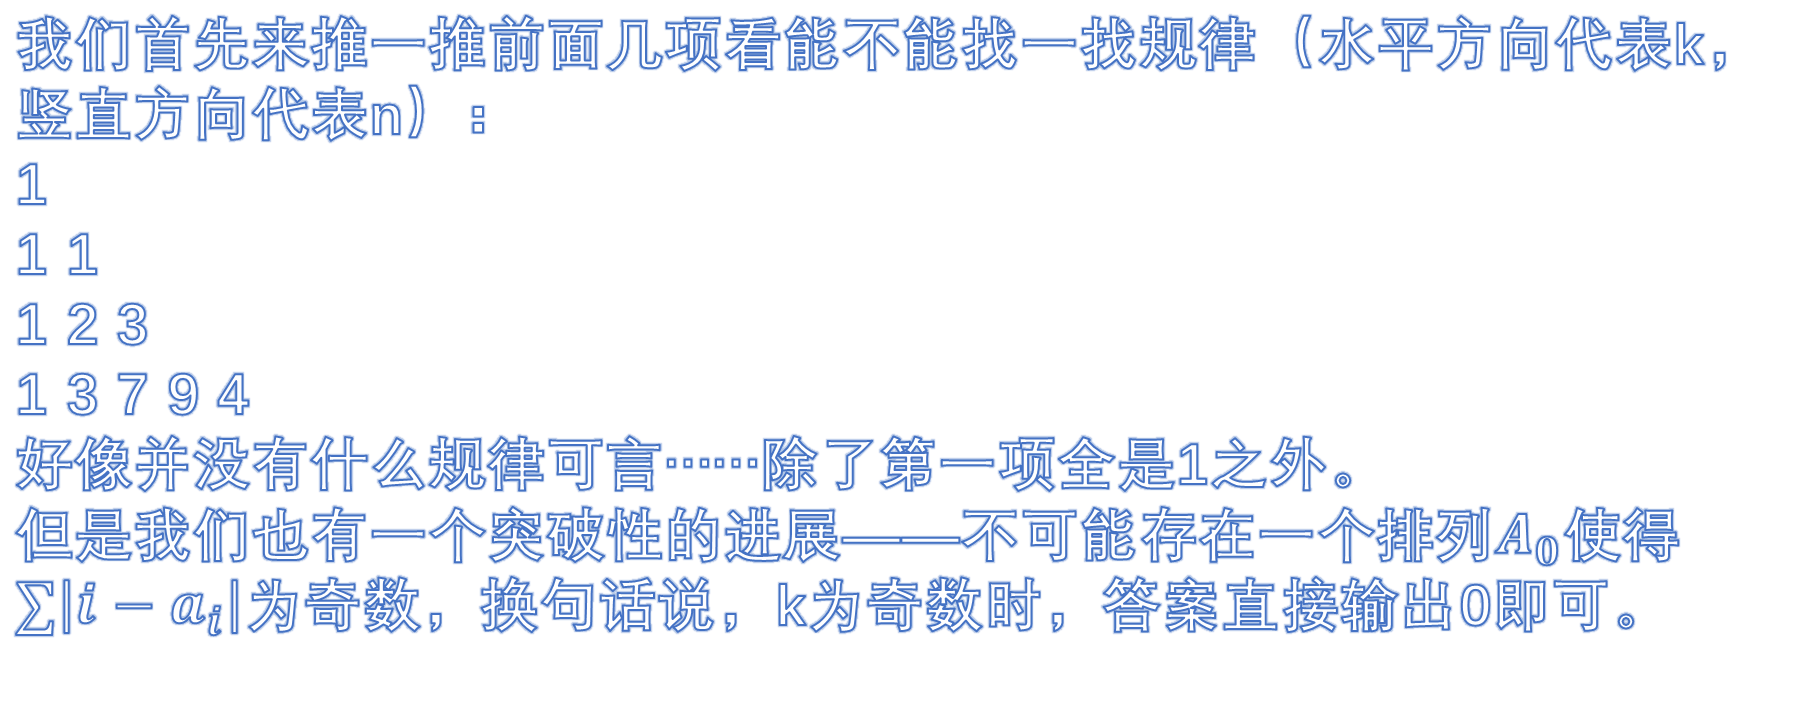 我们首先来推一推前面几项看能不能找一找规律（水平方向代表k，
竖直方向代表n）：
1
1 1
1 2 3
1 3 7 9 4
好像并没有什么规律可言……除了第一项全是1之外。
但是我们也有一个突破性的进展——不可能存在一个排列A₀使得
∑|i − aᵢ|为奇数，换句话说，k为奇数时，答案直接输出0即可。